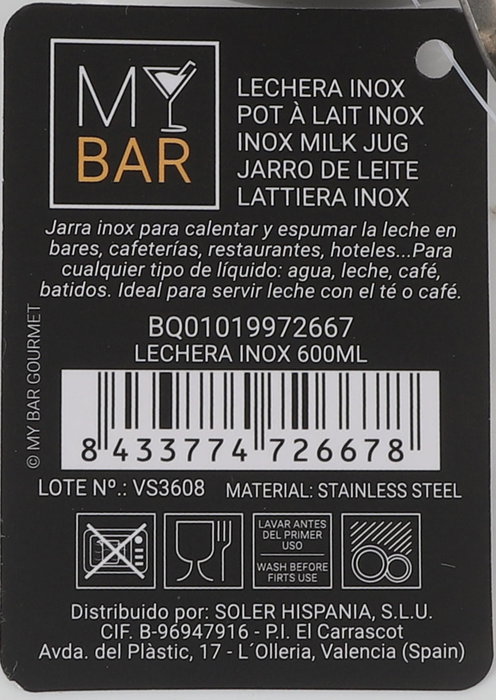 MY
BAR
LECHERA INOX
POT À LAIT INOX
INOX MILK JUG
JARRO DE LEITE
LATTIERA INOX
Jarra inox para calentar y espumar la leche en
bares, cafeterías, restaurantes, hoteles...Para
cualquier tipo de líquido: agua, leche, café,
batidos. Ideal para servir leche con el té o café.
© MY BAR GOURMET
BQ01019972667
LECHERA INOX 600ML
8 433774 726678
LOTE Nº.: VS3608 MATERIAL: STAINLESS STEEL
LAVAR ANTES
DEL PRIMER
USO
WASH BEFORE
FIRTS USE
Distribuido por: SOLER HISPANIA, S.L.U.
CIF. B-96947916 - P.I. El Carrascot
Avda. del Plàstic, 17 - L´Olleria, Valencia (Spain)